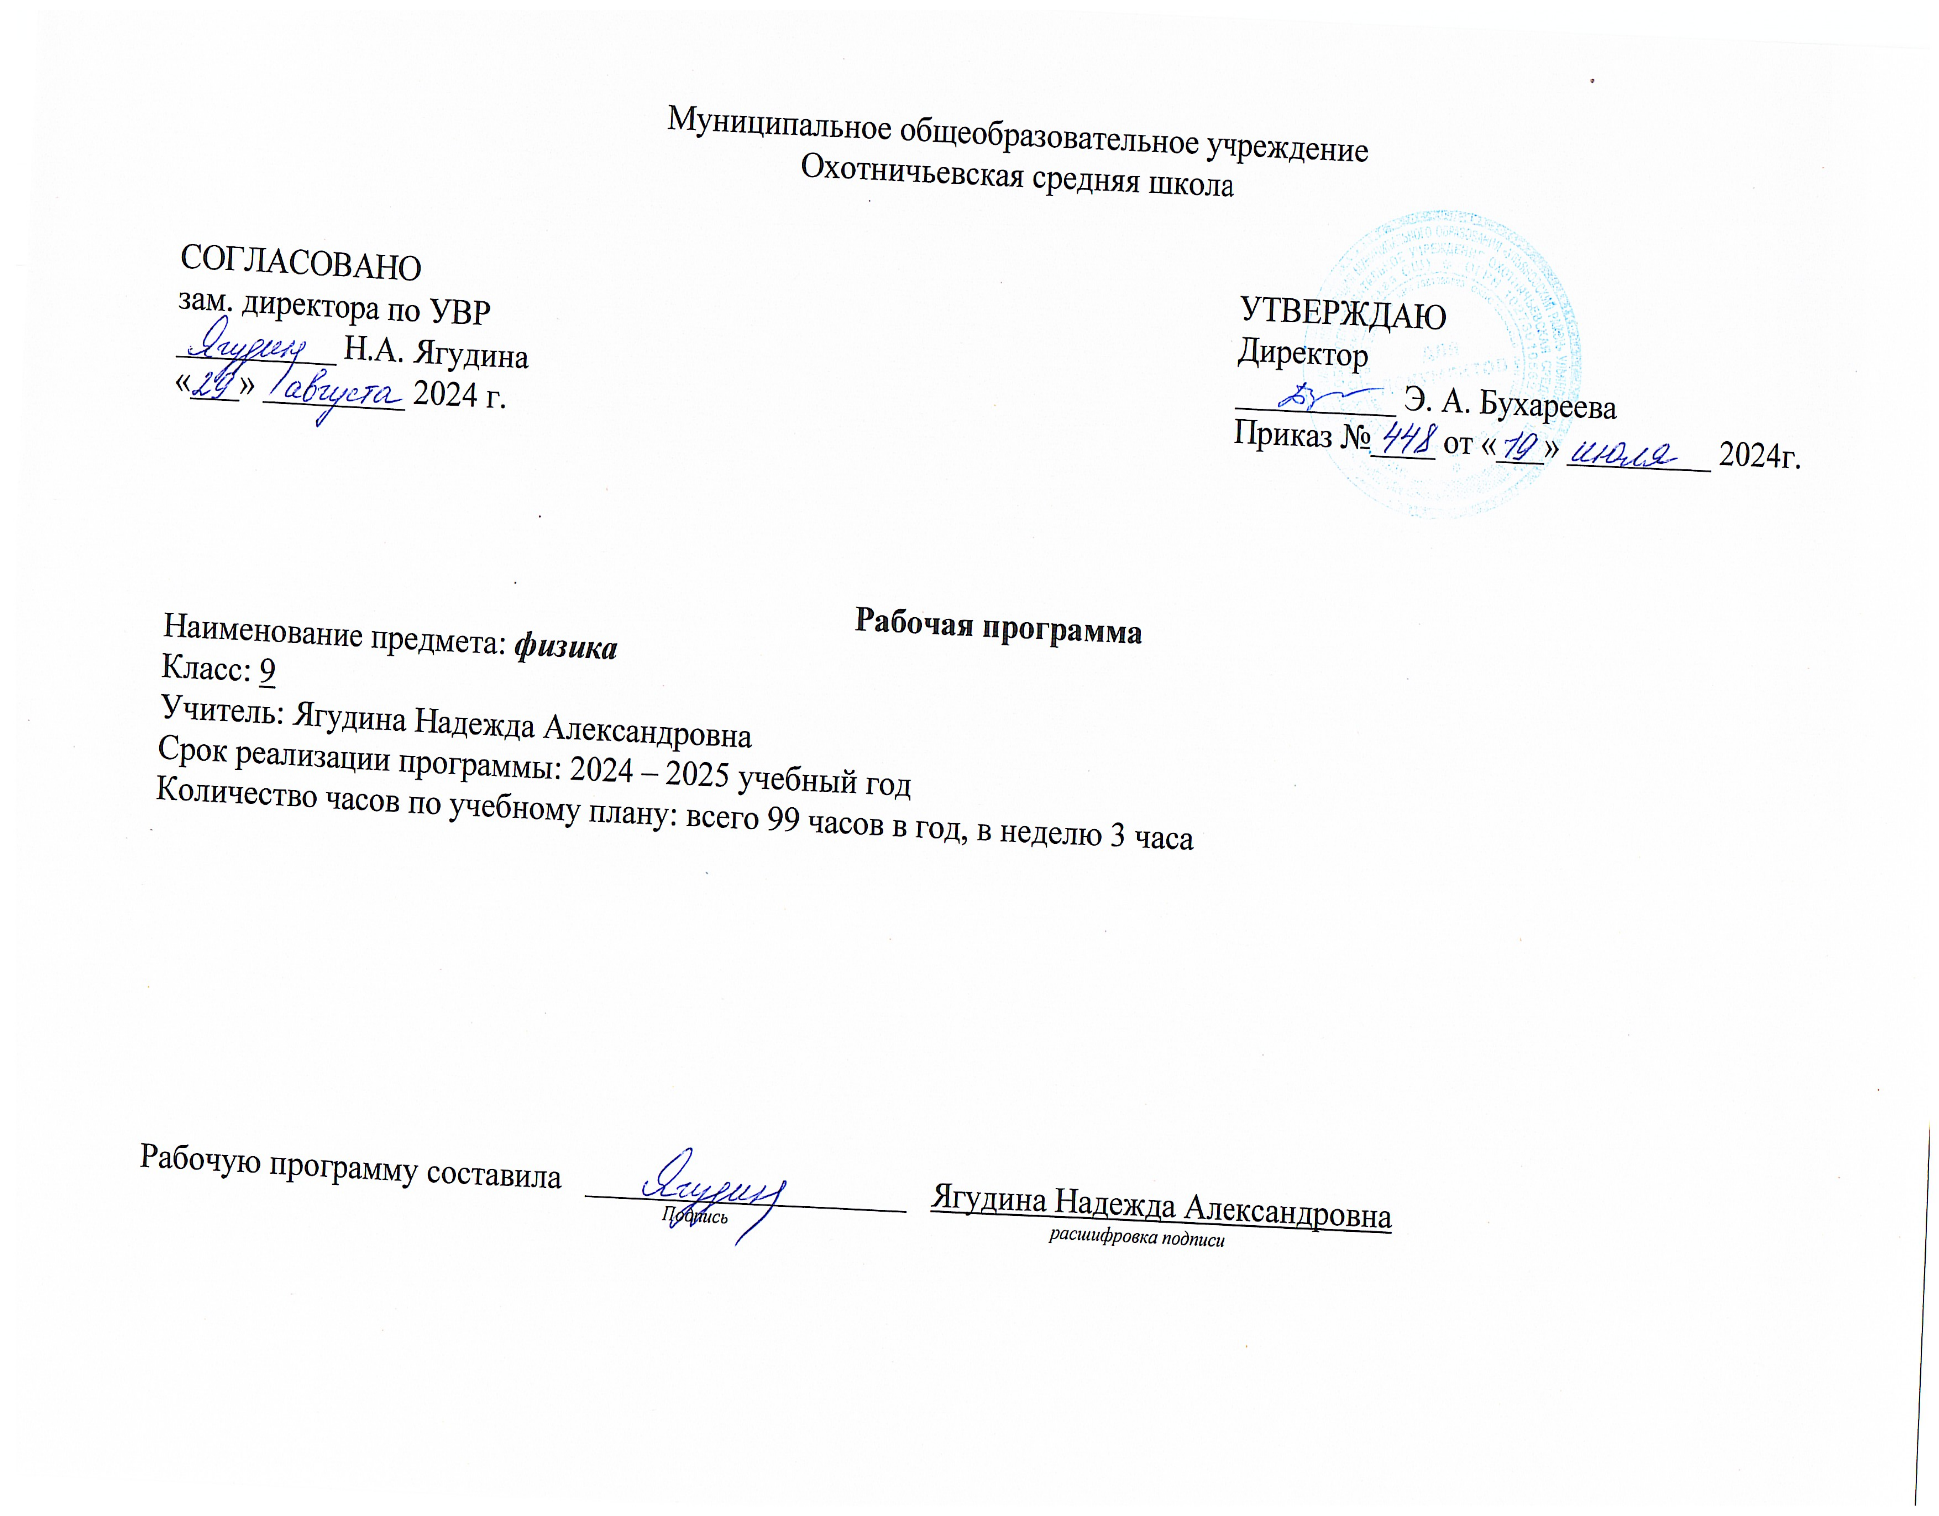 Муниципальное общеобразовательное учреждение
Охотничьевская средняя школа
СОГЛАСОВАНО
зам. директора по УВР
Ягудин Н.А. Ягудина
«29» августа 2024 г.
УТВЕРЖДАЮ
Директор
Э. А. Бухареева
Приказ № 448 от «19» июля 2024г.
Рабочая программа
Наименование предмета: физика
Класс: 9
Учитель: Ягудина Надежда Александровна
Срок реализации программы: 2024 – 2025 учебный год
Количество часов по учебному плану: всего 99 часов в год, в неделю 3 часа
Рабочую программу составила Ягудин Ягудина Надежда Александровна
Подпись расшифровка подписи